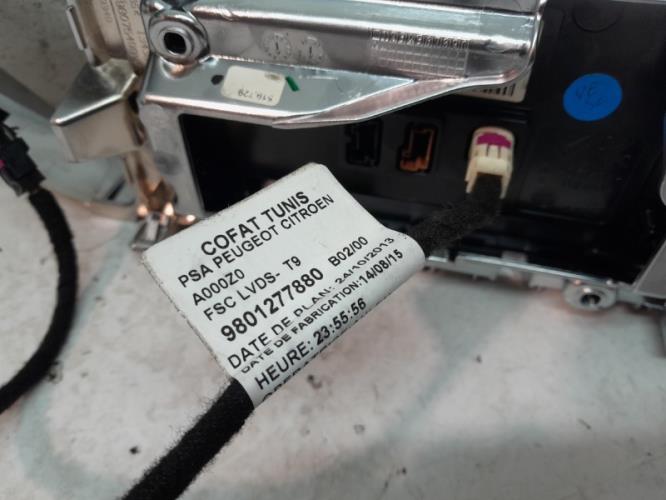 COFAT TUNIS
PSA PEUGEOT CITROEN
A000Z0
FSC LVDS- T9
9801277880 B02/00
DATE DE PLAN: 24/10/2013
DATE DE FABRICATION:14/08/15
HEURE: 23:55:56